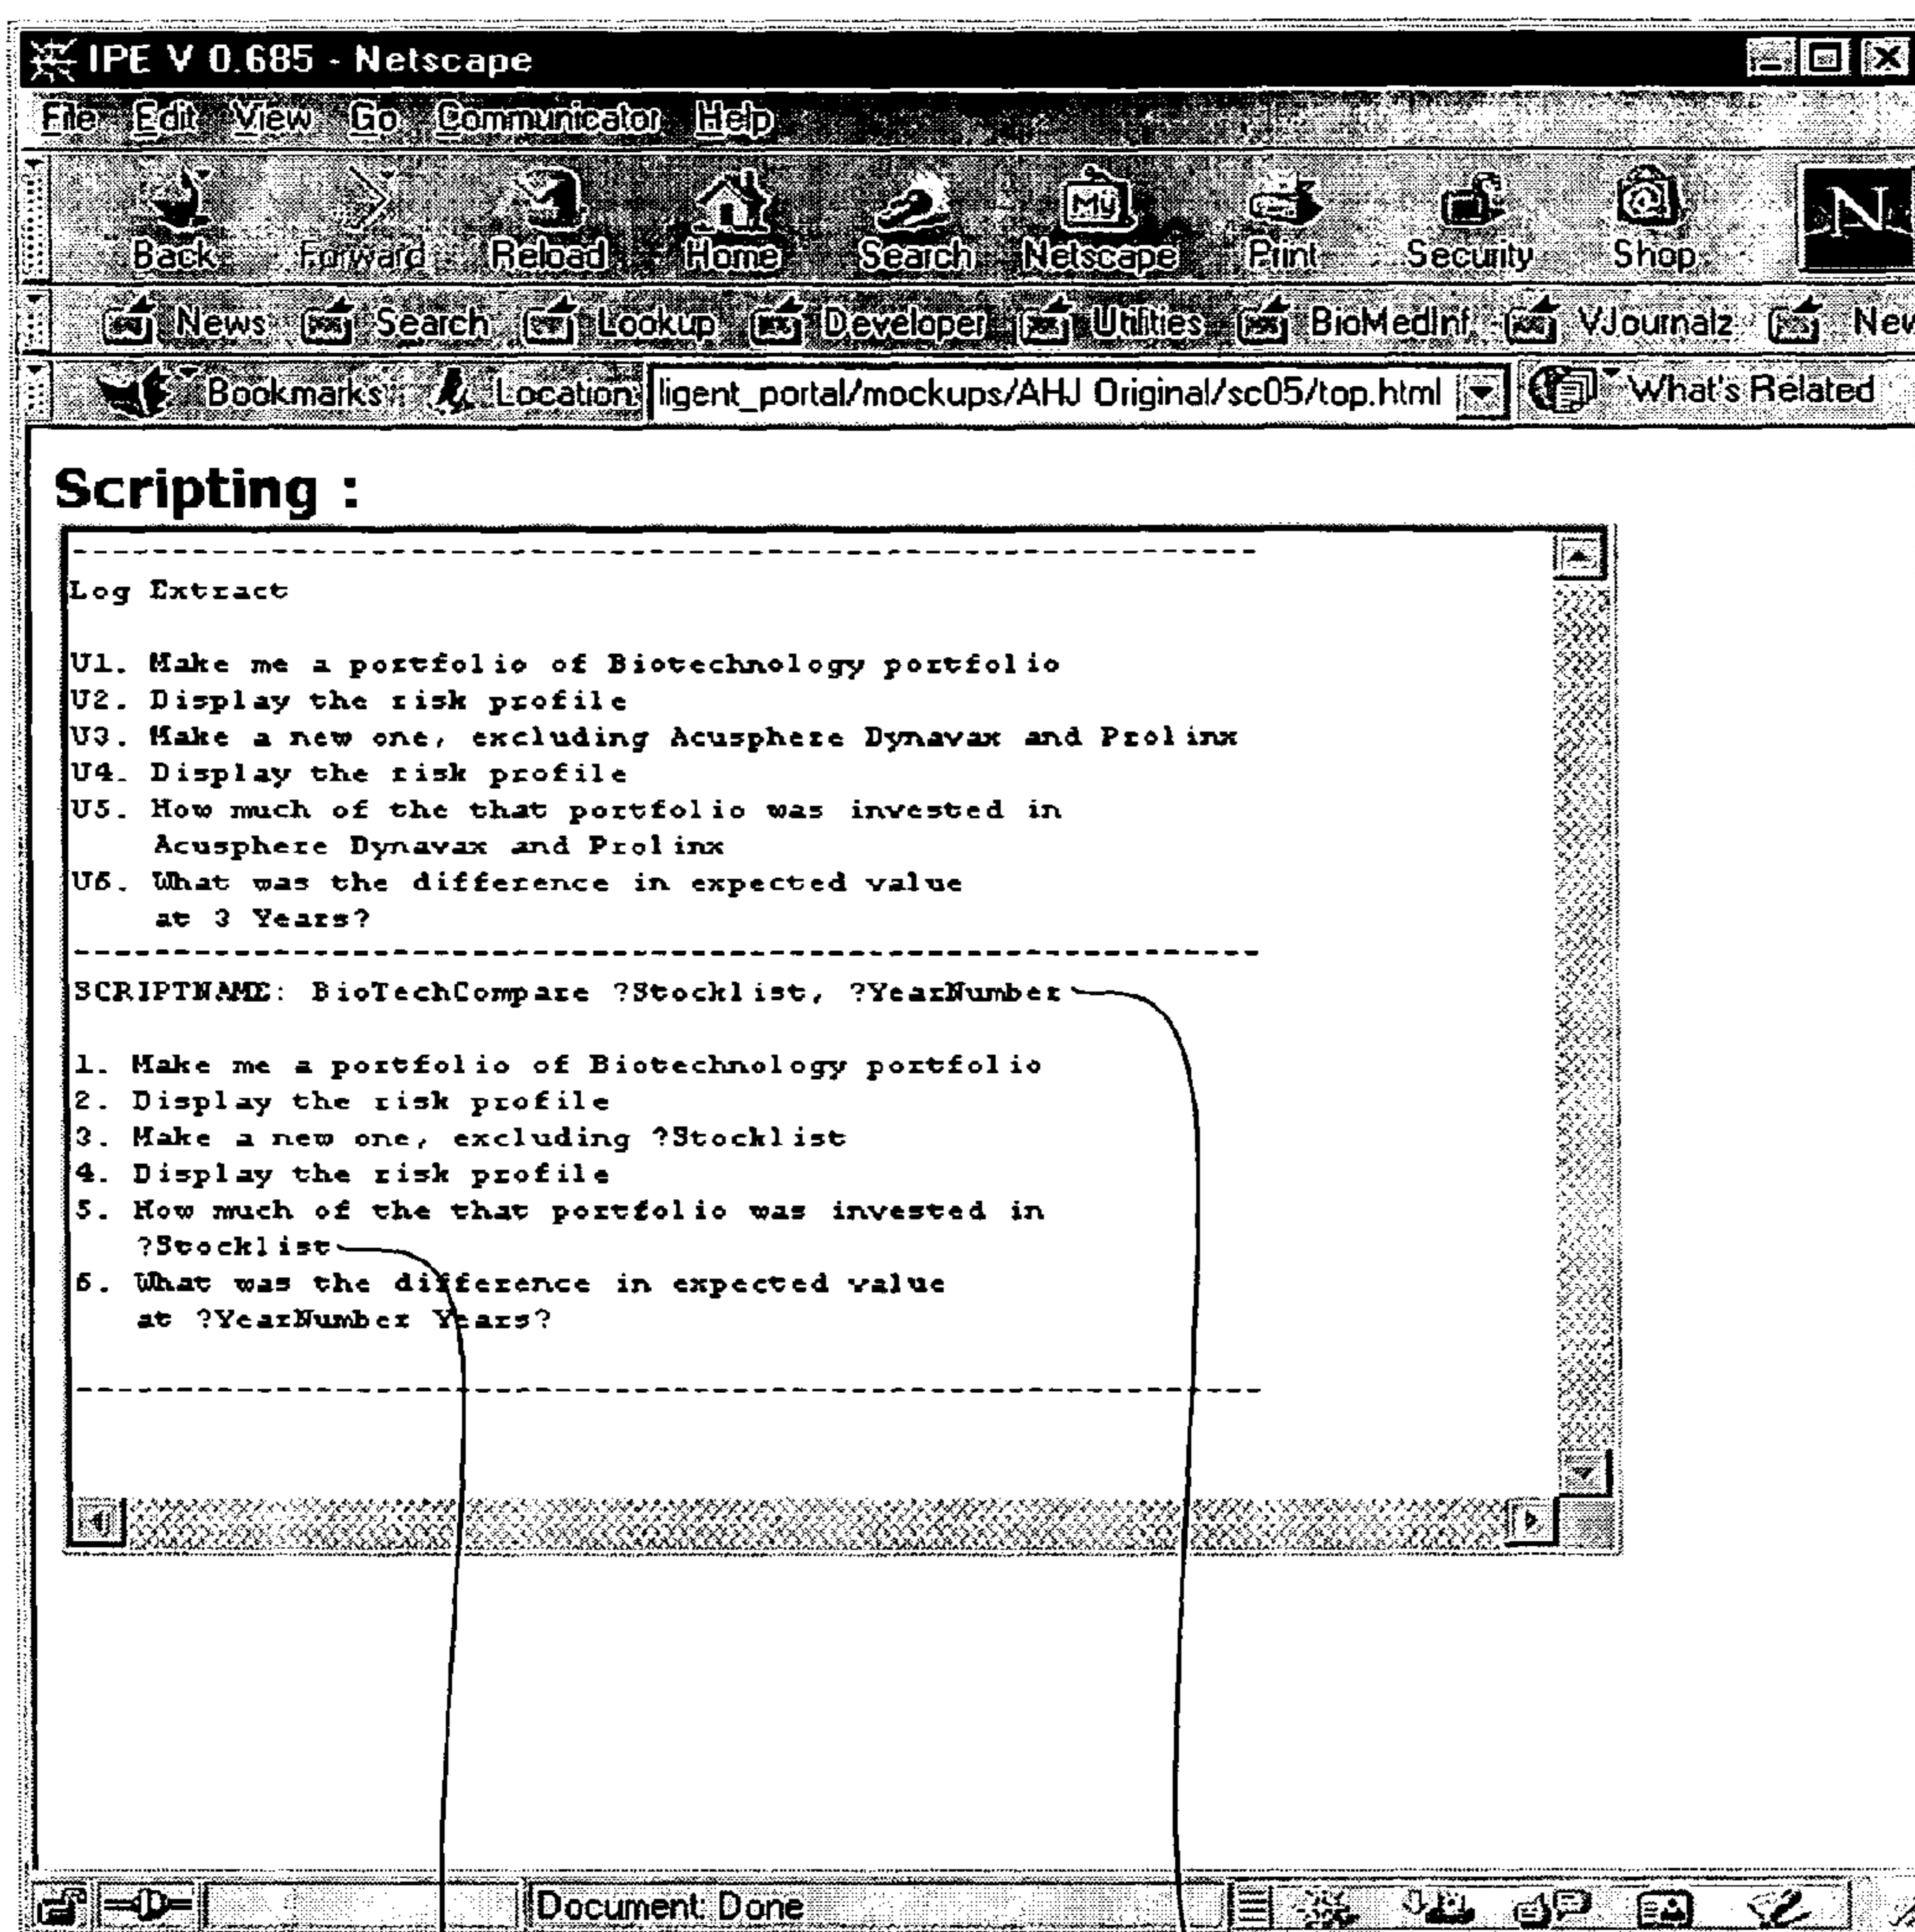 IPE V 0.685 - Netscape
File Edit View Go Communicator Help
Back Forward Reload Home Search Netscape Print Security Shop N
My
News Search Lookup Developer Utilities BioMedInf VJournalz New
Bookmarks Location: ligent_portal/mockups/AHJ Original/sc05/top.html What's Related
Scripting :
Log Extract
U1. Make me a portfolio of Biotechnology portfolio
U2. Display the risk profile
U3. Make a new one, excluding Acusphere Dynavax and Prolinx
U4. Display the risk profile
U5. How much of the that portfolio was invested in
Acusphere Dynavax and Prolinx
U6. What was the difference in expected value
at 3 Years?
SCRIPTNAME: BioTechCompare ?Stocklist, ?YearNumber
1. Make me a portfolio of Biotechnology portfolio
2. Display the risk profile
3. Make a new one, excluding ?Stocklist
4. Display the risk profile
5. How much of the that portfolio was invested in
?Stocklist
6. What was the difference in expected value
at ?YearNumber Years?
Document: Done